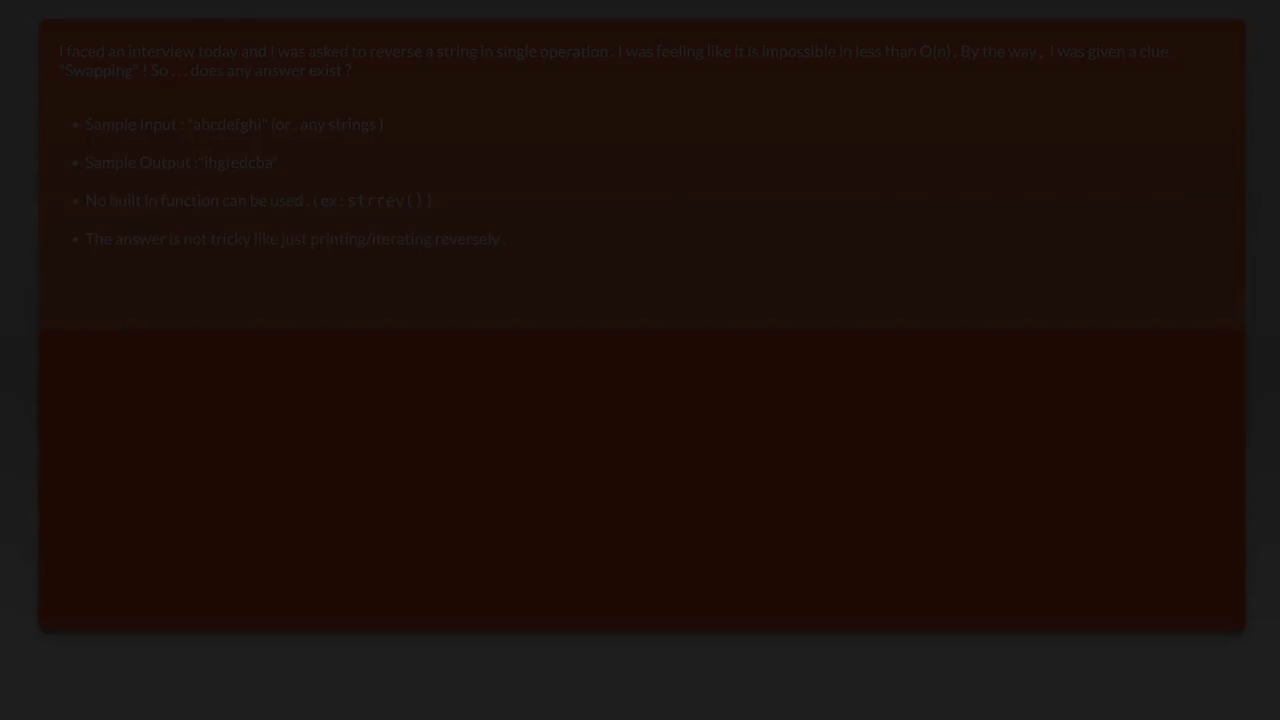 I faced an interview today and I was asked to reverse a string in single operation . I was feeling like it is impossible in less than O(n) . By the way , I was given a clue
"Swapping" ! So . . . does any answer exist ?
• Sample Input : "abcdefghi" (or , any strings )
• Sample Output :"ihgfedcba"
• No built in function can be used . ( ex : strrev() )
• The answer is not tricky like just printing/iterating reversely .